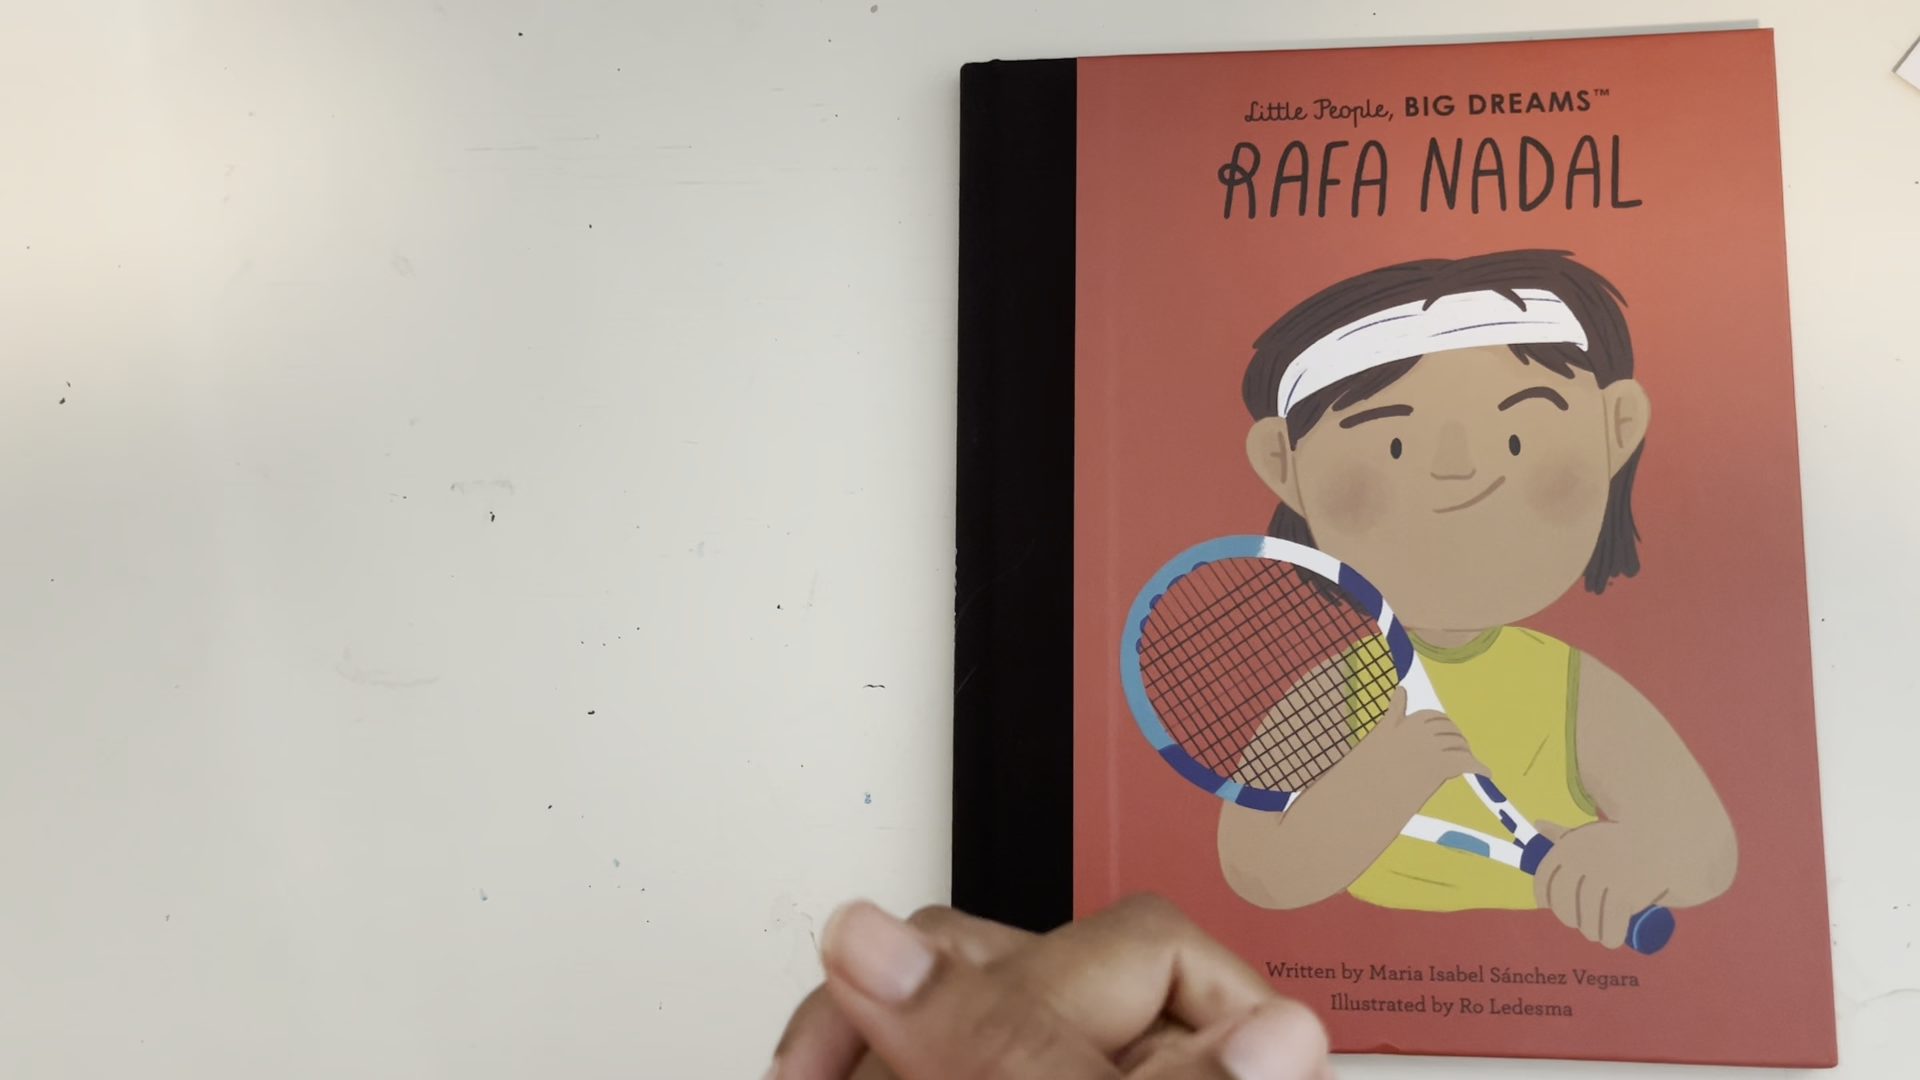 Little People, BIG DREAMS™
RAFA NADAL
Written by Maria Isabel Sánchez Vegara
Illustrated by Ro Ledesma